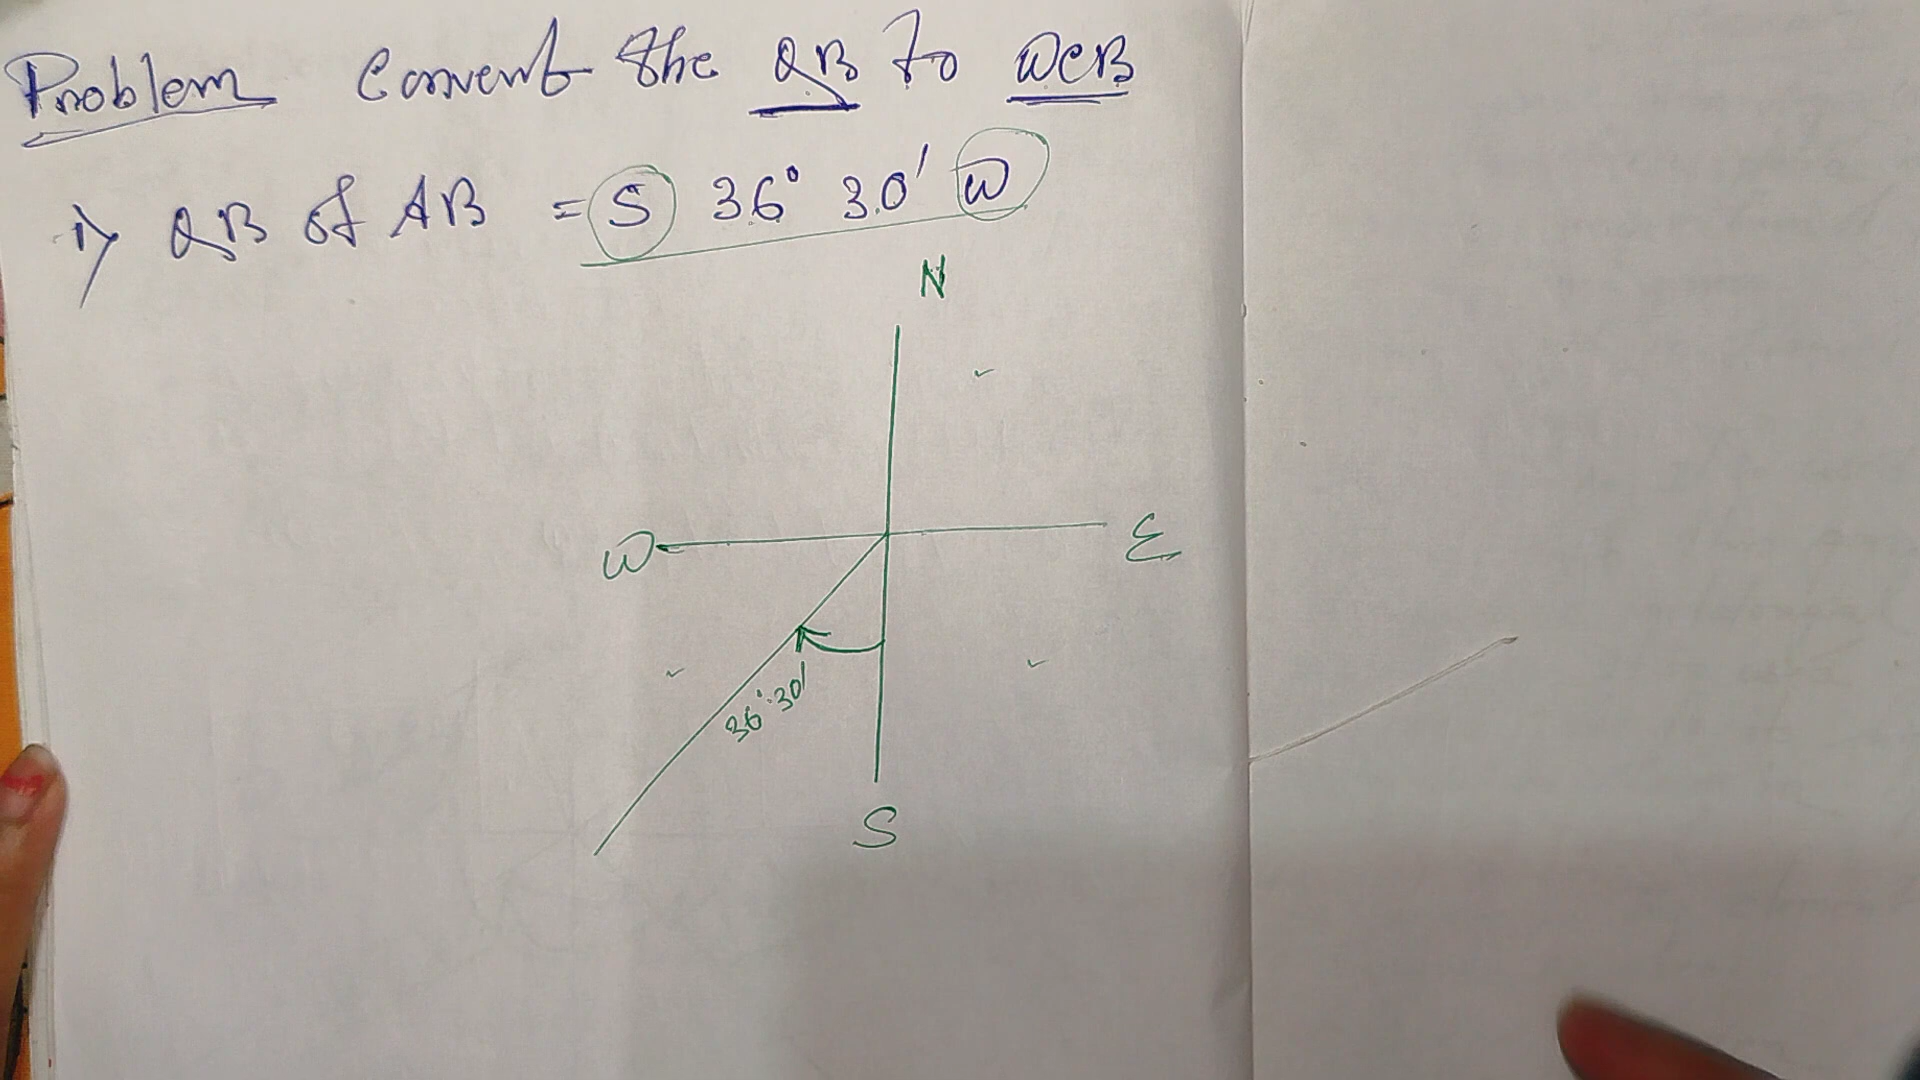 Problem Convert the QB to WCB
1) QB of AB = S 36° 30' W
N
W
E
36° 30'
S